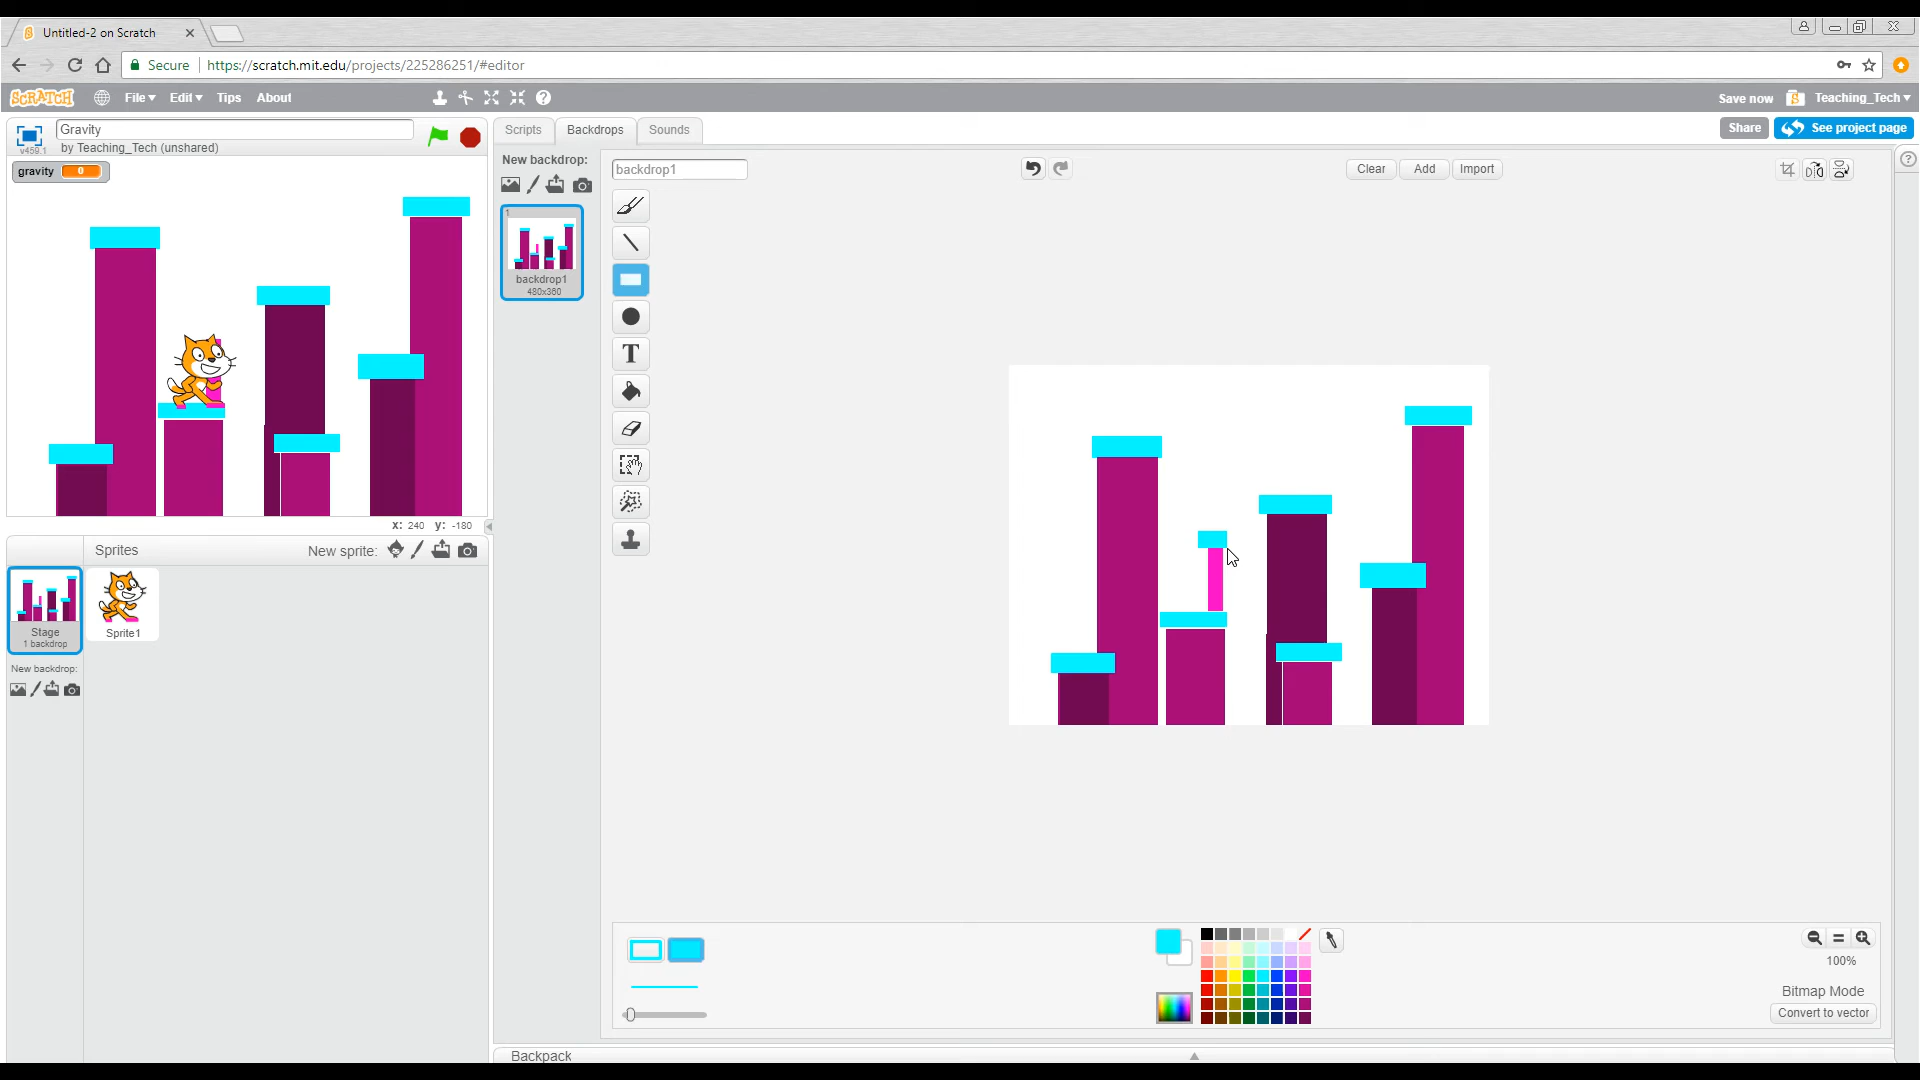 Untitled-2 on Scratch
Secure https://scratch.mit.edu/projects/225286251/#editor
SCRATCH File Edit Tips About Save now Teaching_Tech
Gravity
v459.1
by Teaching_Tech (unshared)
Scripts Backdrops Sounds
Share See project page
New backdrop:
backdrop1
Clear Add Import
gravity 0
1
backdrop1
480x360
T
x: 240 y: -180
Sprites New sprite:
Stage
1 backdrop
Sprite1
New backdrop:
100%
Bitmap Mode
Convert to vector
Backpack